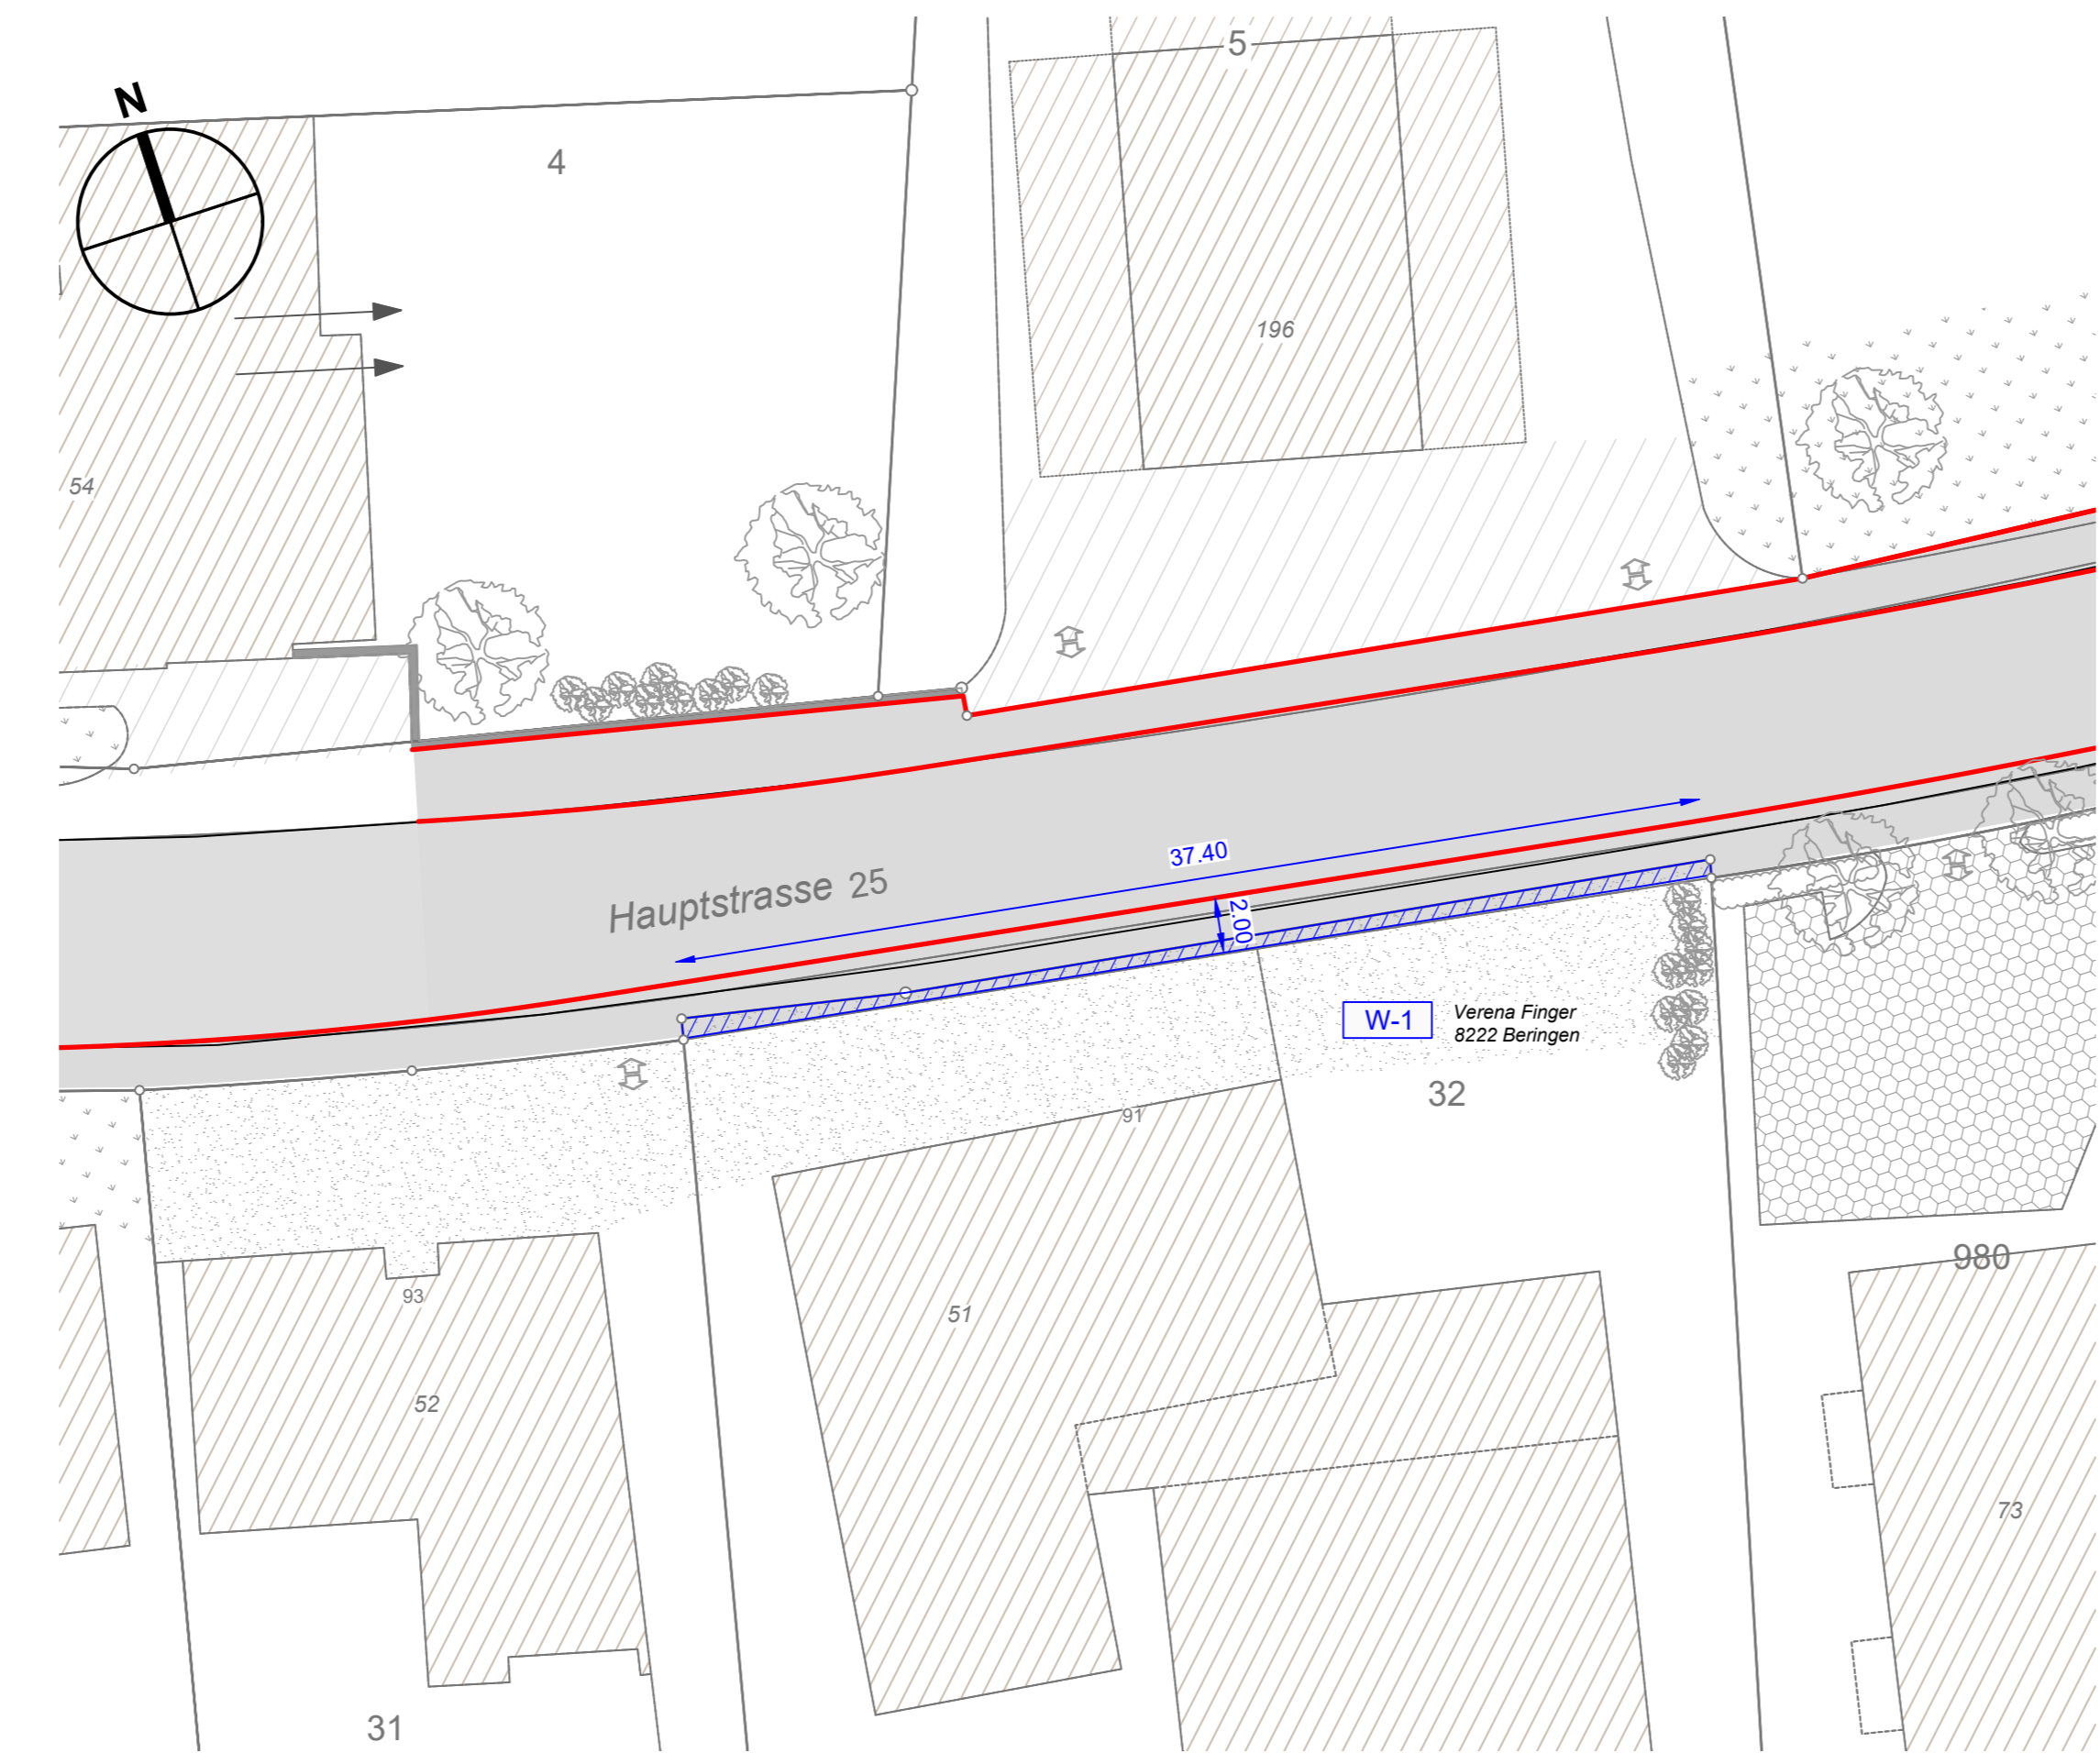 5
N
4
196
54
37.40
Hauptstrasse 25
2.00
W-1
Verena Finger
8222 Beringen
32
91
980
93
51
52
73
31